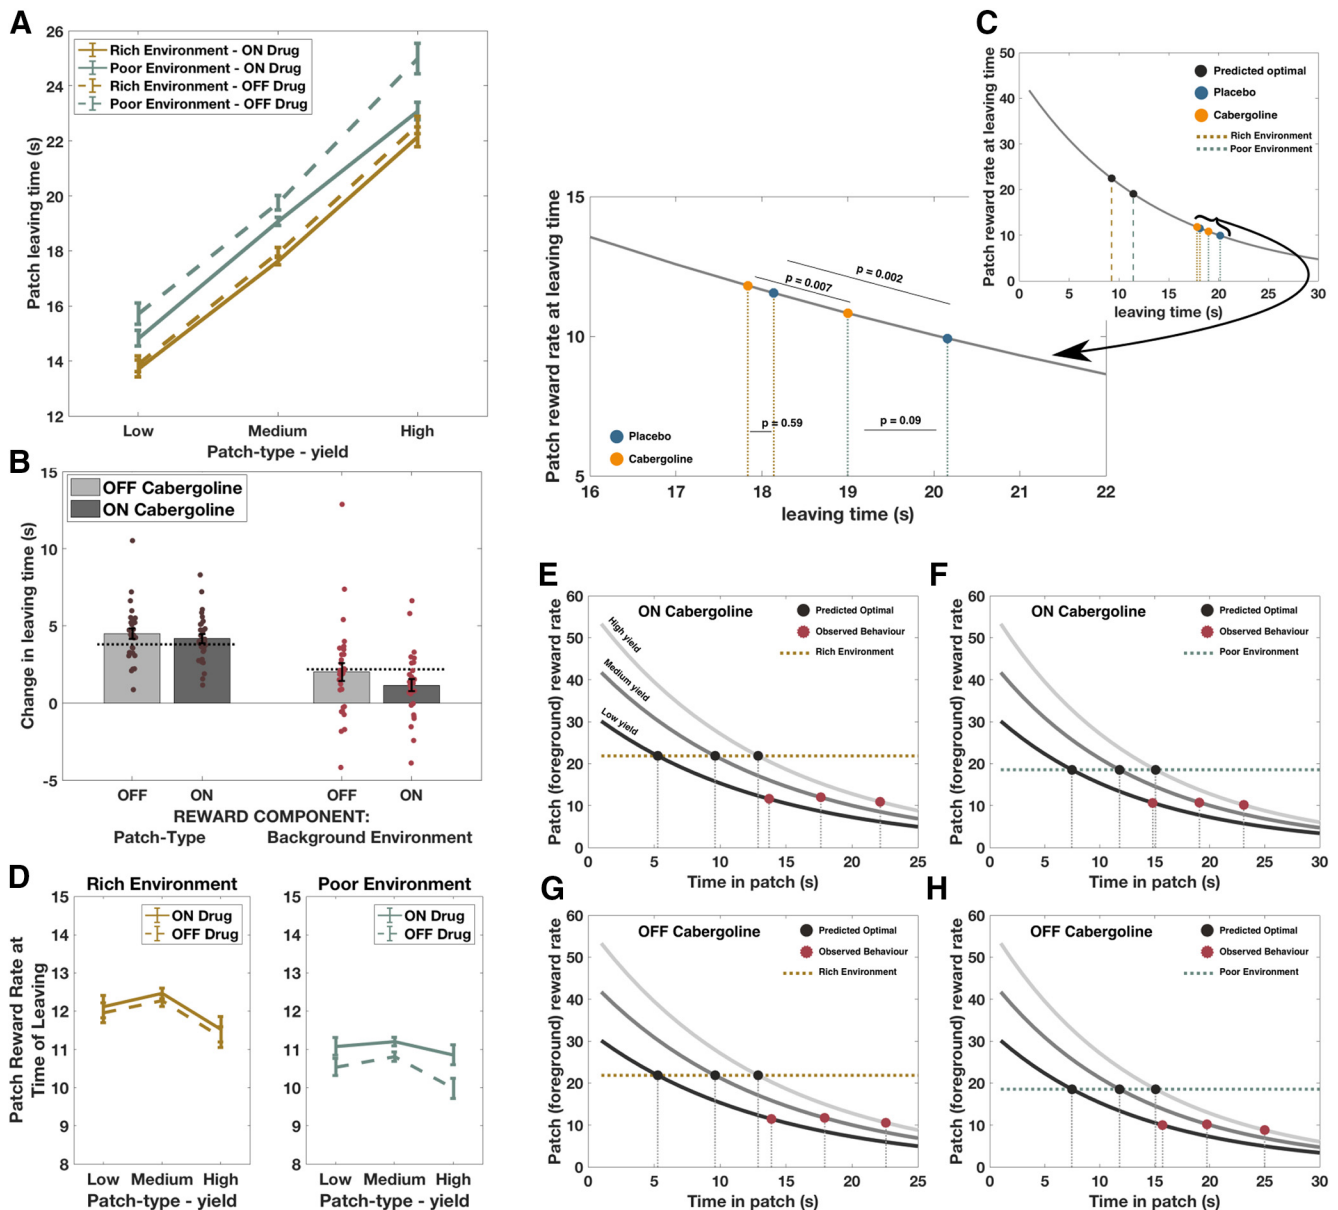 A
26
24
22
20
18
16
14
12
Patch leaving time (s)
Rich Environment - ON Drug
Poor Environment - ON Drug
Rich Environment - OFF Drug
Poor Environment - OFF Drug
Low Medium High
Patch-type - yield
B
15
10
5
0
-5
Change in leaving time (s)
OFF Cabergoline
ON Cabergoline
OFF ON OFF ON
REWARD COMPONENT:
Patch-Type Background Environment
C
50
40
30
20
10
0
Patch reward rate at leaving time
Predicted optimal
Placebo
Cabergoline
Rich Environment
Poor Environment
0 5 10 15 20 25 30
leaving time (s)
15
10
5
Patch reward rate at leaving time
p = 0.002
p = 0.007
p = 0.59
p = 0.09
Placebo
Cabergoline
16 17 18 19 20 21 22
leaving time (s)
D
Rich Environment
15
14
13
12
11
10
9
8
Patch Reward Rate at
Time of Leaving
ON Drug
OFF Drug
Low Medium High
Patch-type - yield
Poor Environment
15
14
13
12
11
10
9
8
ON Drug
OFF Drug
Low Medium High
Patch-type - yield
E
60
50
40
30
20
10
0
Patch (foreground) reward rate
ON Cabergoline
Predicted Optimal
Observed Behaviour
Rich Environment
High yield
Medium yield
Low yield
0 5 10 15 20 25
Time in patch (s)
F
60
50
40
30
20
10
0
Patch (foreground) reward rate
ON Cabergoline
Predicted Optimal
Observed Behaviour
Poor Environment
0 5 10 15 20 25 30
Time in patch (s)
G
60
50
40
30
20
10
0
Patch (foreground) reward rate
OFF Cabergoline
Predicted Optimal
Observed Behaviour
Rich Environment
0 5 10 15 20 25
Time in patch (s)
H
60
50
40
30
20
10
0
Patch (foreground) reward rate
OFF Cabergoline
Predicted Optimal
Observed Behaviour
Poor Environment
0 5 10 15 20 25 30
Time in patch (s)